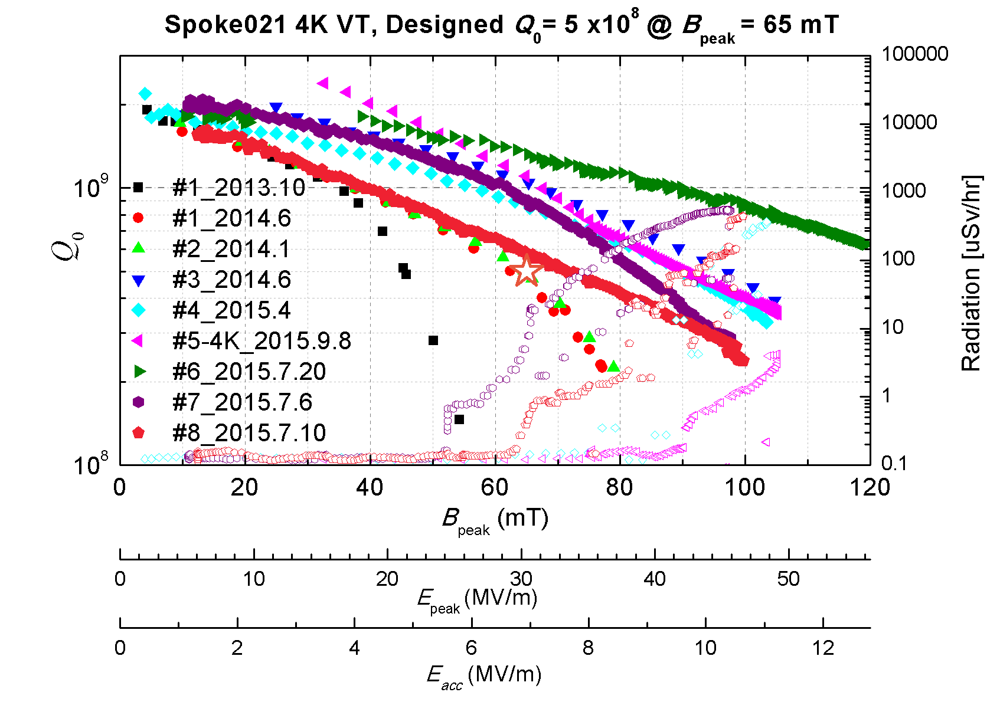 Spoke021 4K VT, Designed Q0= 5 x10^8 @ Bpeak = 65 mT
100000
10000
10^9
1000
100
10
1
10^8
0.1
Q0
Radiation [uSv/hr]
#1_2013.10
#1_2014.6
#2_2014.1
#3_2014.6
#4_2015.4
#5-4K_2015.9.8
#6_2015.7.20
#7_2015.7.6
#8_2015.7.10
0 20 40 60 80 100 120
Bpeak (mT)
0 10 20 30 40 50
Epeak (MV/m)
0 2 4 6 8 10 12
Eacc (MV/m)